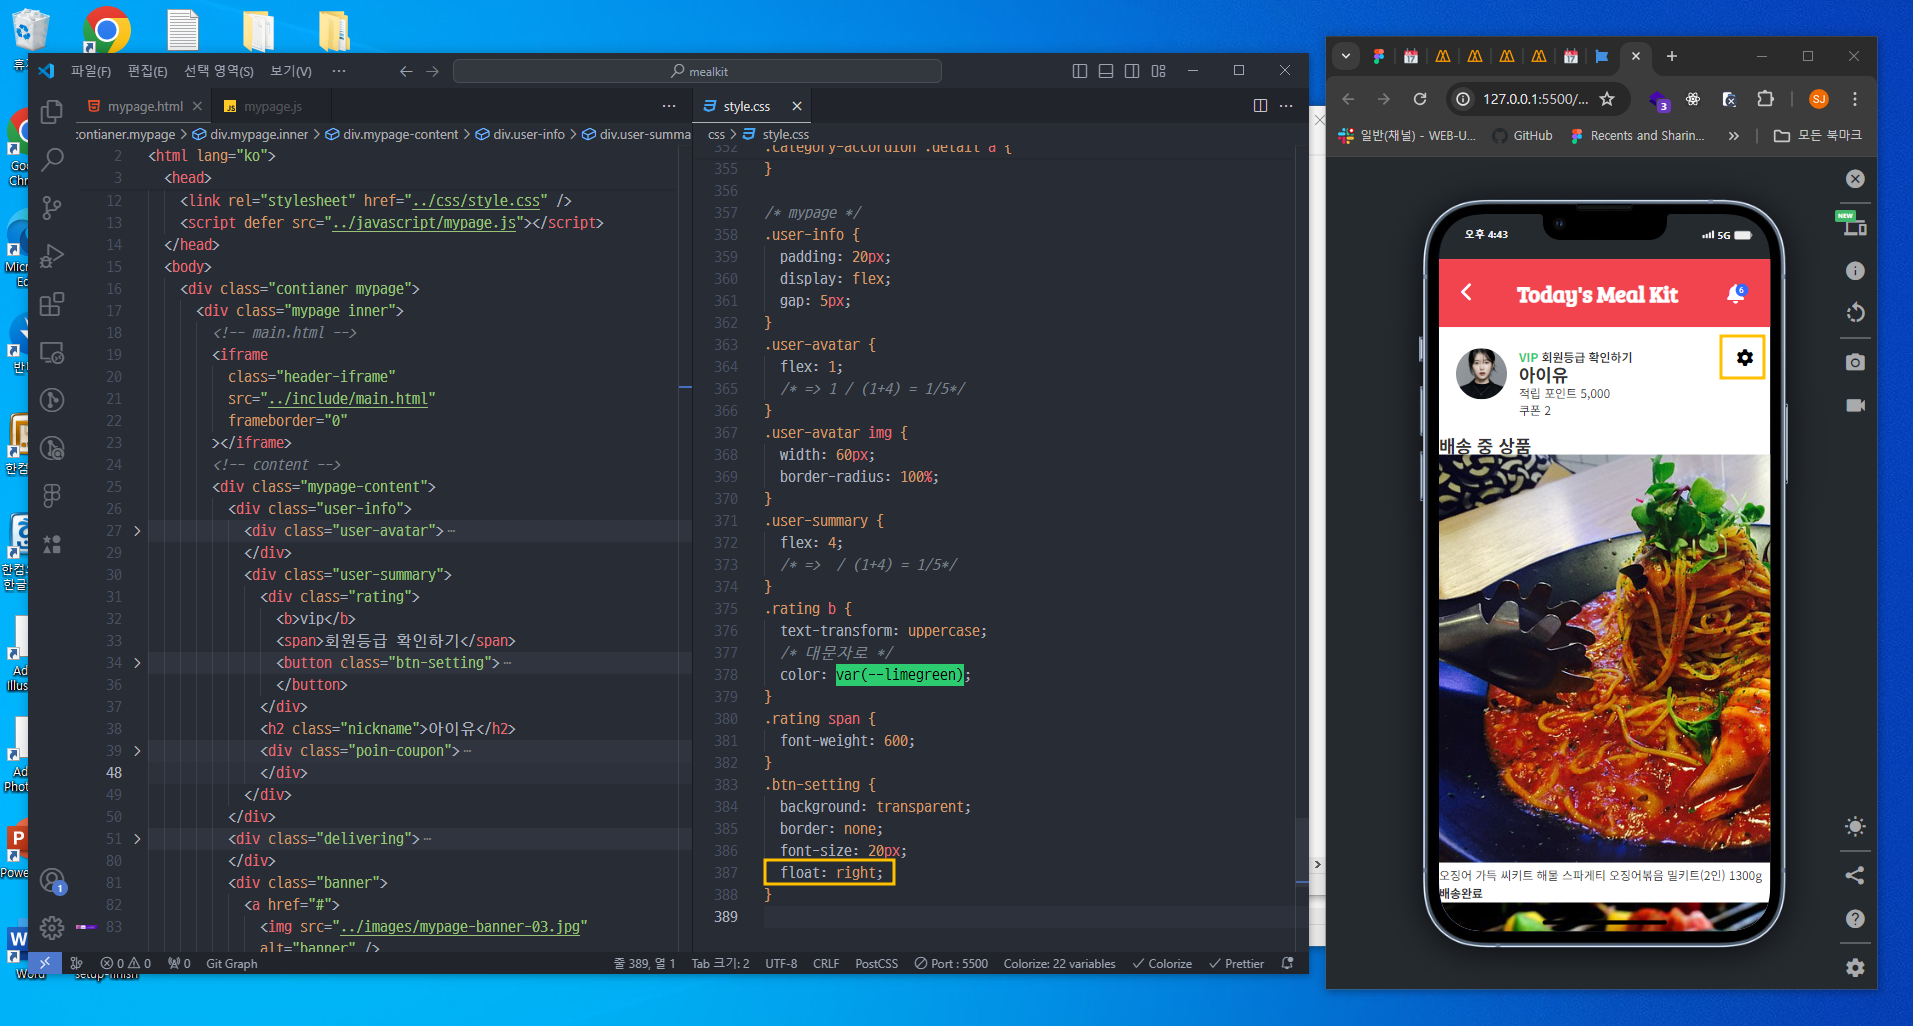 파일(F)
편집(E)
선택 영역(S)
보기(V)
mealkit
mypage.html
mypage.js
style.css
:ontianer.mypage > div.mypage.inner > div.mypage-content > div.user-info > div.user-summa
css > style.css
2 <html lang="ko">
3 <head>
12 <link rel="stylesheet" href="../css/style.css" />
13 <script defer src="../javascript/mypage.js"></script>
14 </head>
15 <body>
16 <div class="contianer mypage">
17 <div class="mypage inner">
18 <!-- main.html -->
19 <iframe
20 class="header-iframe"
21 src="../include/main.html"
22 frameborder="0"
23 ></iframe>
24 <!-- content -->
25 <div class="mypage-content">
26 <div class="user-info">
27 <div class="user-avatar">
29 </div>
30 <div class="user-summary">
31 <div class="rating">
32 <b>vip</b>
33 <span>회원등급 확인하기</span>
34 <button class="btn-setting">
36 </button>
37 </div>
38 <h2 class="nickname">아이유</h2>
39 <div class="poin-coupon">
48 </div>
49 </div>
50 </div>
51 <div class="delivering">
80 </div>
81 <div class="banner">
82 <a href="#">
83 <img src="../images/mypage-banner-03.jpg"
alt="banner" />
352 .category-accordion .detail a {
355 }
356
357 /* mypage */
358 .user-info {
359 padding: 20px;
360 display: flex;
361 gap: 5px;
362 }
363 .user-avatar {
364 flex: 1;
365 /* => 1 / (1+4) = 1/5*/
366 }
367 .user-avatar img {
368 width: 60px;
369 border-radius: 100%;
370 }
371 .user-summary {
372 flex: 4;
373 /* => / (1+4) = 1/5*/
374 }
375 .rating b {
376 text-transform: uppercase;
377 /* 대문자로 */
378 color: var(--limegreen);
379 }
380 .rating span {
381 font-weight: 600;
382 }
383 .btn-setting {
384 background: transparent;
385 border: none;
386 font-size: 20px;
387 float: right;
388 }
389
0 0 0 Git Graph
줄 389, 열 1 Tab 크기: 2 UTF-8 CRLF PostCSS Port : 5500 Colorize: 22 variables Colorize Prettier
127.0.0.1:5500/...
3
SJ
일반(채널) - WEB-U...
GitHub
Recents and Sharin...
모든 북마크
NEW
오후 4:43
5G
Today's Meal Kit
6
VIP 회원등급 확인하기
아이유
적립 포인트 5,000
쿠폰 2
배송 중 상품
오징어 가득 씨키트 해물 스파게티 오징어볶음 밀키트(2인) 1300g
배송완료